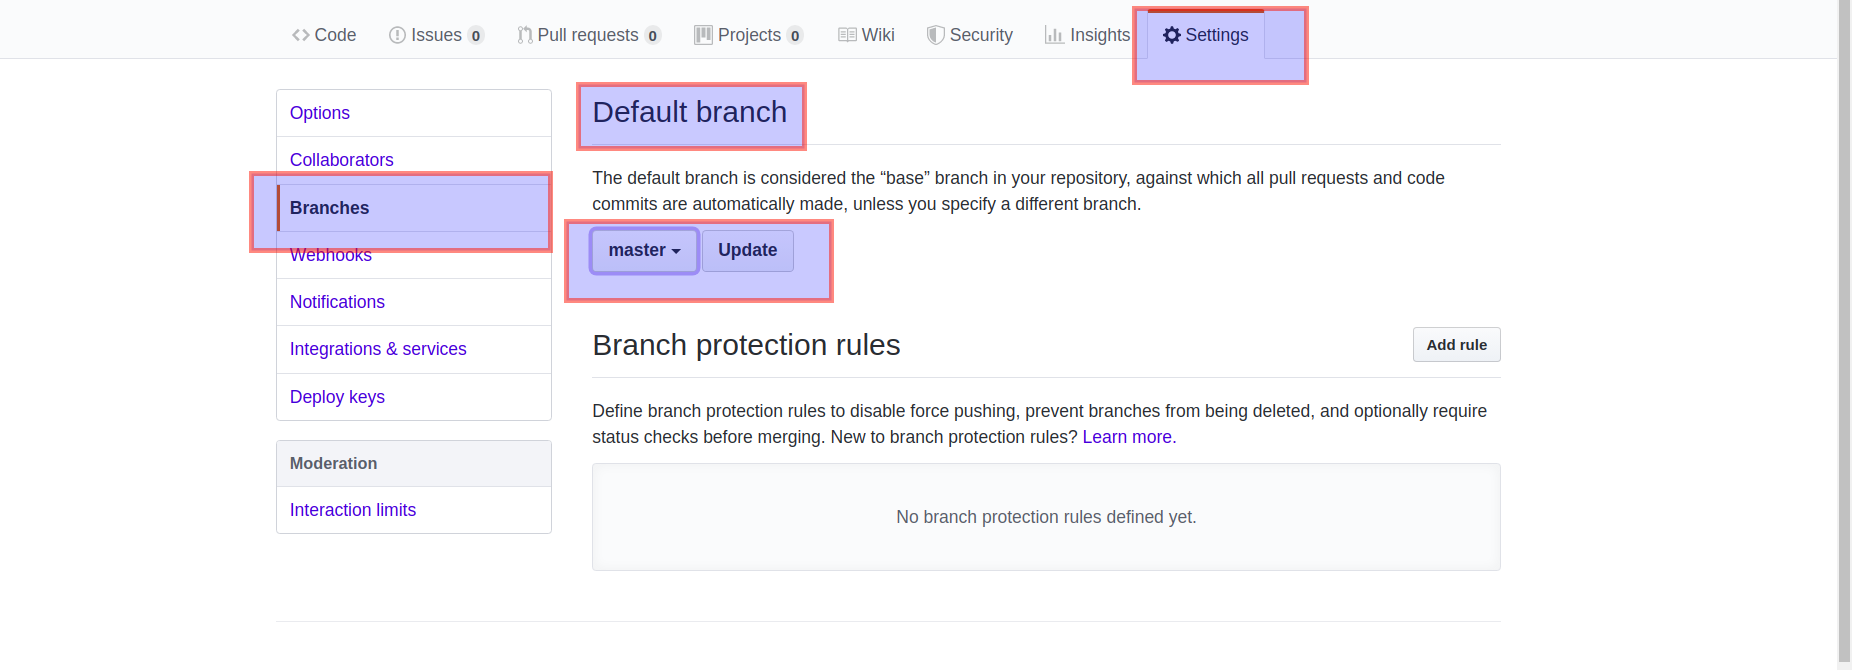 Code Issues 0 Pull requests 0 Projects 0 Wiki Security Insights Settings
Options
Collaborators
Branches
Webhooks
Notifications
Integrations & services
Deploy keys
Moderation
Interaction limits
Default branch
The default branch is considered the “base” branch in your repository, against which all pull requests and code
commits are automatically made, unless you specify a different branch.
master Update
Branch protection rules Add rule
Define branch protection rules to disable force pushing, prevent branches from being deleted, and optionally require
status checks before merging. New to branch protection rules? Learn more.
No branch protection rules defined yet.